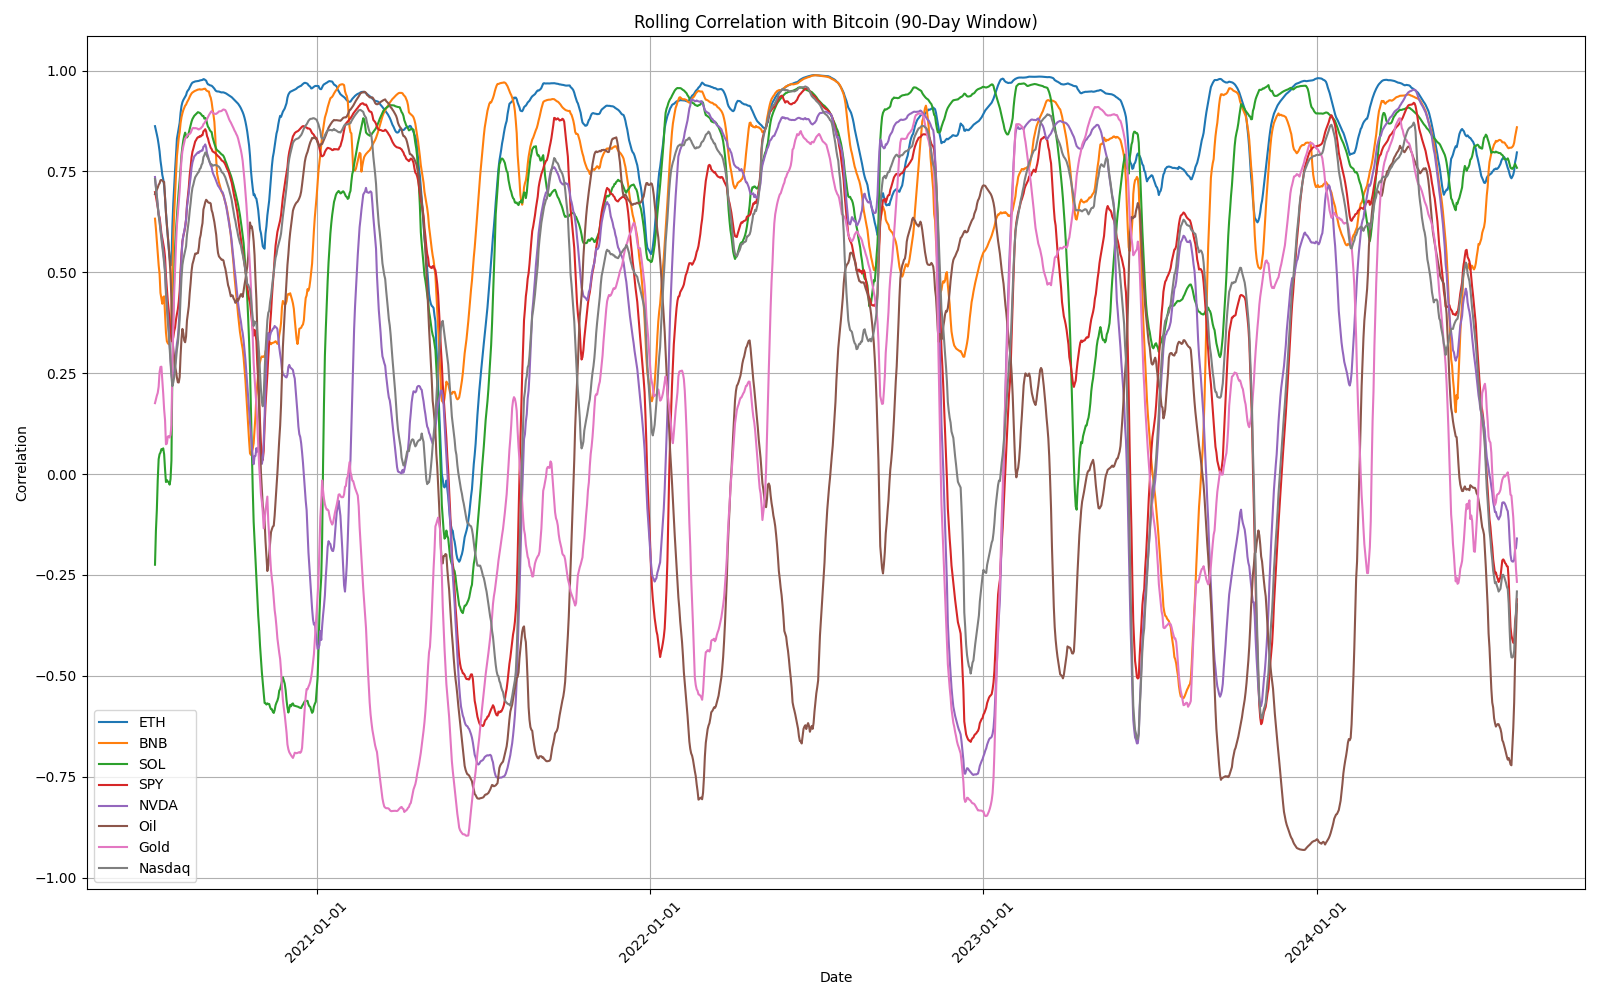 Rolling Correlation with Bitcoin (90-Day Window)
Correlation
1.00
0.75
0.50
0.25
0.00
−0.25
−0.50
−0.75
−1.00
ETH
BNB
SOL
SPY
NVDA
Oil
Gold
Nasdaq
2021-01-01
2022-01-01
2023-01-01
2024-01-01
Date